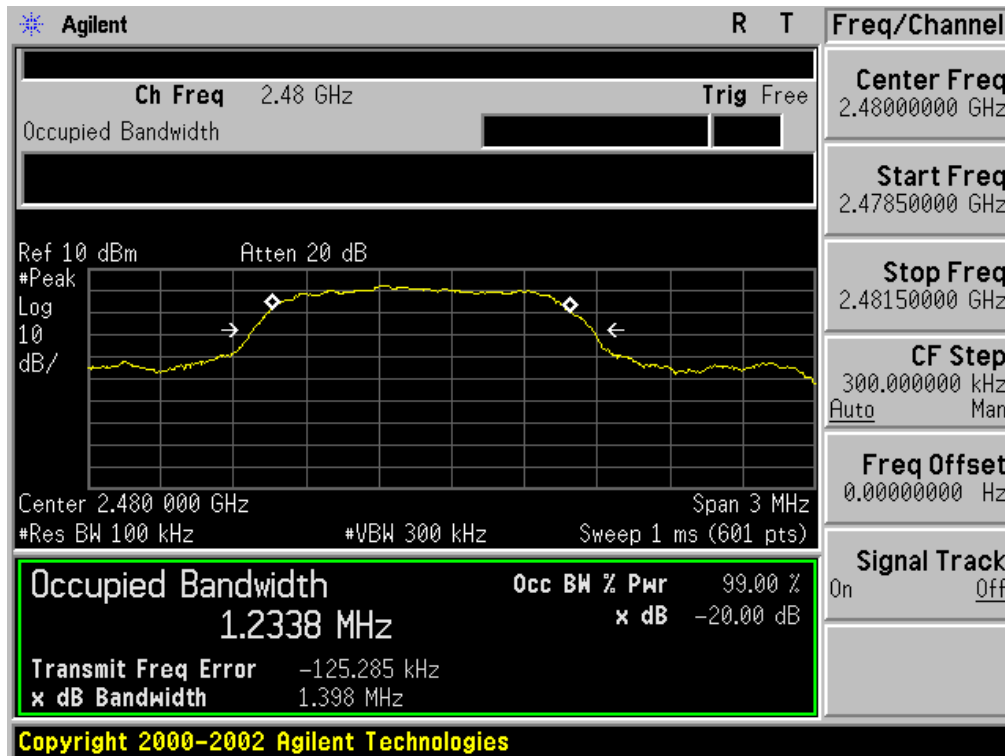 Agilent R T
Freq/Channel
Ch Freq 2.48 GHz Trig Free
Occupied Bandwidth
Center Freq
2.48000000 GHz
Start Freq
2.47850000 GHz
Stop Freq
2.48150000 GHz
CF Step
300.000000 kHz
Auto Man
Freq Offset
0.00000000 Hz
Signal Track
On Off
Ref 10 dBm Atten 20 dB
#Peak
Log
10
dB/
Center 2.480 000 GHz Span 3 MHz
#Res BW 100 kHz #VBW 300 kHz Sweep 1 ms (601 pts)
Occupied Bandwidth
1.2338 MHz
Occ BW % Pwr 99.00 %
x dB -20.00 dB
Transmit Freq Error -125.285 kHz
x dB Bandwidth 1.398 MHz
Copyright 2000-2002 Agilent Technologies